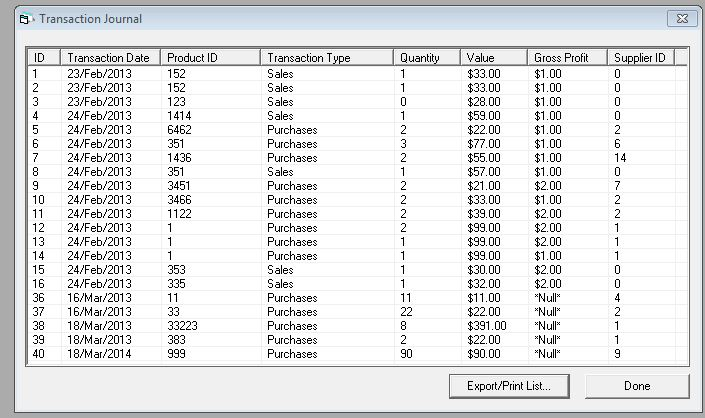 Transaction Journal
ID Transaction Date Product ID Transaction Type Quantity Value Gross Profit Supplier ID
1 23/Feb/2013 152 Sales 1 $33.00 $1.00 0
2 23/Feb/2013 152 Sales 1 $33.00 $1.00 0
3 23/Feb/2013 123 Sales 0 $28.00 $1.00 0
4 24/Feb/2013 1414 Sales 1 $59.00 $1.00 0
5 24/Feb/2013 6462 Purchases 2 $22.00 $1.00 2
6 24/Feb/2013 351 Purchases 3 $77.00 $1.00 6
7 24/Feb/2013 1436 Purchases 2 $55.00 $1.00 14
8 24/Feb/2013 351 Sales 1 $57.00 $1.00 0
9 24/Feb/2013 3451 Purchases 2 $21.00 $2.00 7
10 24/Feb/2013 3466 Purchases 2 $33.00 $1.00 2
11 24/Feb/2013 1122 Purchases 2 $39.00 $2.00 2
12 24/Feb/2013 1 Purchases 2 $99.00 $2.00 1
13 24/Feb/2013 1 Purchases 1 $99.00 $2.00 1
14 24/Feb/2013 1 Purchases 1 $99.00 $1.00 1
15 24/Feb/2013 353 Sales 1 $30.00 $2.00 0
16 24/Feb/2013 335 Sales 1 $32.00 $2.00 0
36 16/Mar/2013 11 Purchases 11 $11.00 *Null* 4
37 16/Mar/2013 33 Purchases 22 $22.00 *Null* 2
38 18/Mar/2013 33223 Purchases 8 $391.00 *Null* 1
39 18/Mar/2013 383 Purchases 2 $22.00 *Null* 1
40 18/Mar/2014 999 Purchases 90 $90.00 *Null* 9
Export/Print List... Done